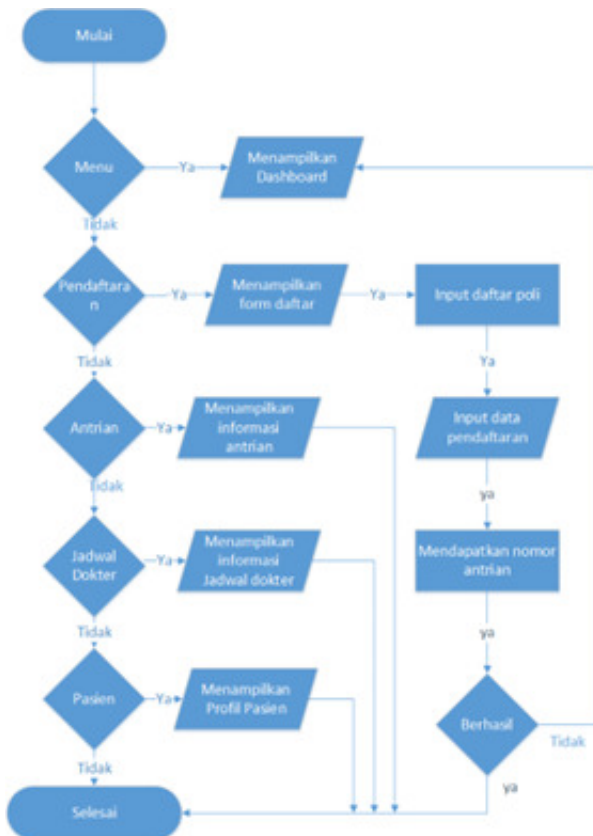 Mulai
Menu
Ya
Menampilkan
Dashboard
Tidak
Pendaftara
n
Ya
Menampilkan
form daftar
Ya
Input daftar poli
Tidak
Ya
Antrian
Ya
Menampilkan
informasi
antrian
Input data
pendaftaran
Tidak
ya
Jadwal
Dokter
Ya
Menampilkan
informasi
Jadwal dokter
Mendapatkan nomor
antrian
Tidak
ya
Pasien
Ya
Menampilkan
Profil Pasien
Berhasil
Tidak
Tidak
ya
Selesai